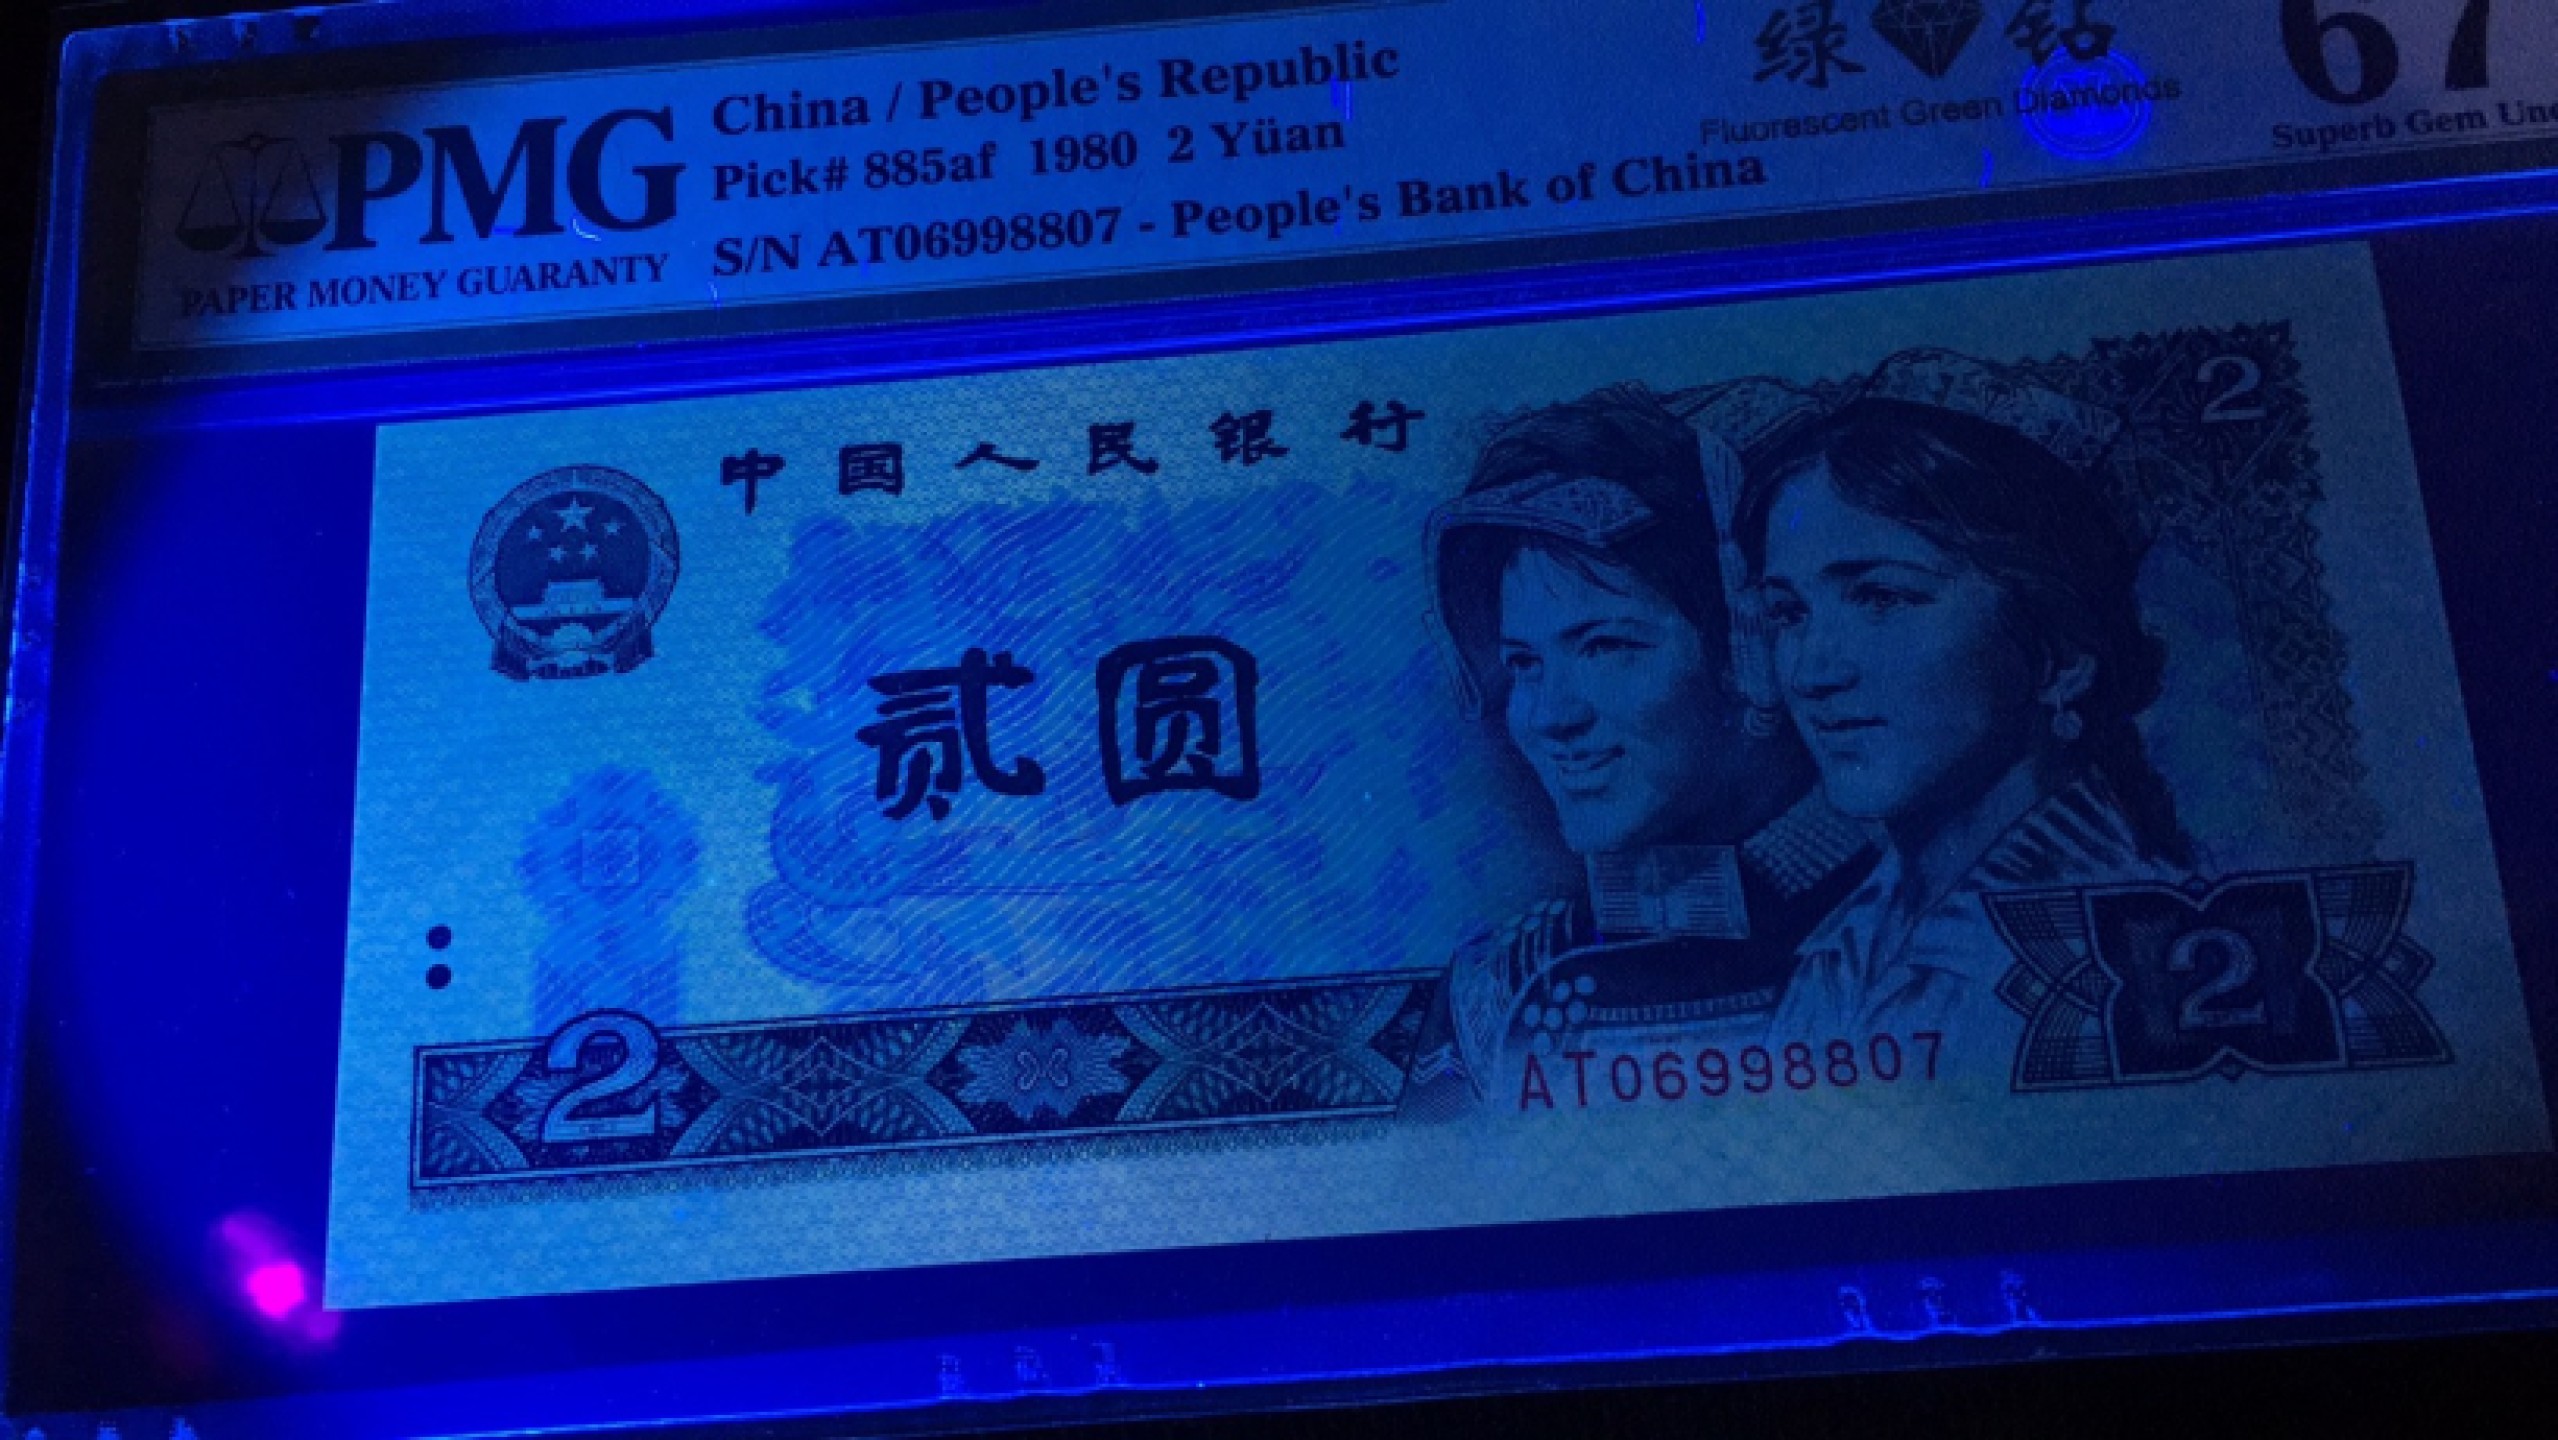 PMG
PAPER MONEY GUARANTY
China / People's Republic
Pick# 885af 1980 2 Yüan
S/N AT06998807 - People's Bank of China
绿 钻
Fluorescent Green Diamonds
67
Superb Gem Unc
中国人民银行
2
贰圆
2
AT06998807
2